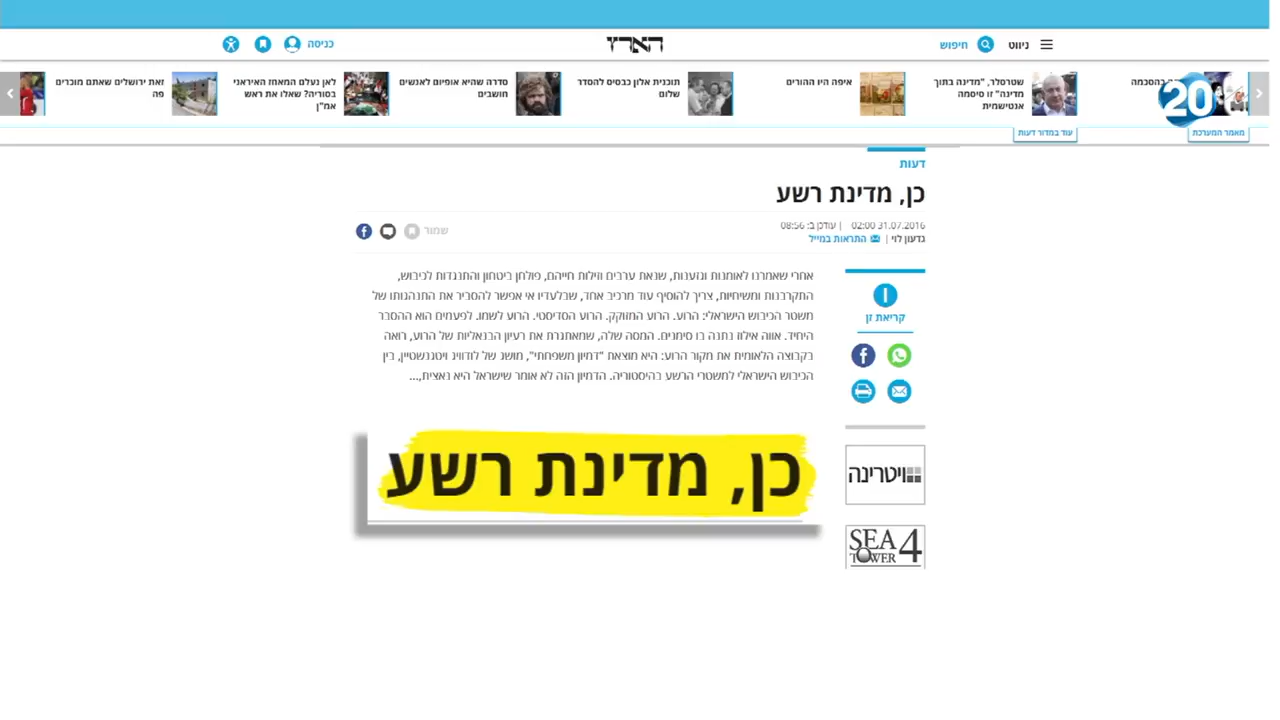 הארץ
ניווט
חיפוש
כניסה
בהסכמה
20
שטרסלר, "מדינה בתוך
מדינה" זו סיסמה
אנטישמית
איפה היו ההורים
תוכנית אלון כבסיס להסדר
שלום
סדרה שהיא אופיום לאנשים
חושבים
לאן נעלם המאחז האיראני
בסוריה? שאלו את ראש
אמ"ן
זאת ירושלים שאתם מוכרים
פה
מאמר המערכת
עוד במדור דעות
דעות
כן, מדינת רשע
31.07.2016 02:00 | עודכן ב: 08:56
גדעון לוי | התראות במייל
שמור
אחרי שאמרנו לאומנות וגזענות, שנאת ערבים וזילות חייהם, פולחן ביטחון והתנגדות לכיבוש,
התקרבנות ומשיחיות, צריך להוסיף עוד מרכיב אחד, שבלעדיו אי אפשר להסביר את התנהגותו של
משטר הכיבוש הישראלי: הרוע. הרוע המזוקק. הרוע הסדיסטי. הרוע לשמו. לפעמים הוא ההסבר
היחיד. אווה אילוז נתנה בו סימנים. המסה שלה, שמאתגרת את רעיון הבנאליות של הרוע, רואה
בקבוצה הלאומית את מקור הרוע: היא מוצאת "דמיון משפחתי", מושג של לודוויג ויטגנשטיין, בין
הכיבוש הישראלי למשטרי הרשע בהיסטוריה. הדמיון הזה לא אומר שישראל היא נאצית,...
קריאת זן
כן, מדינת רשע
ויטרינה
SEA
TOWER 4